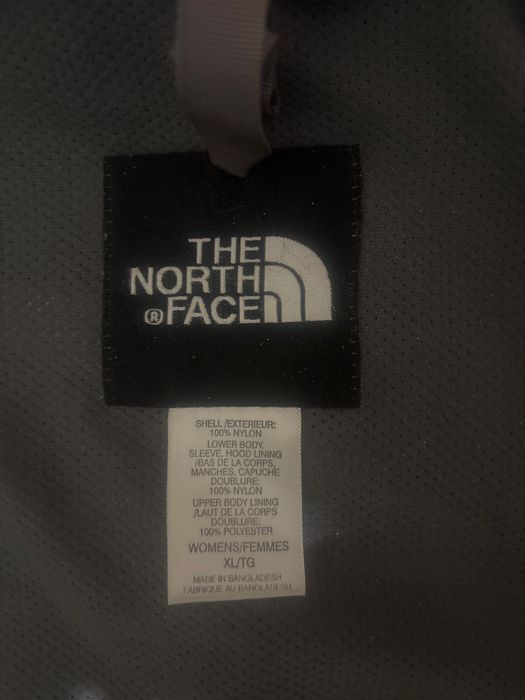 THE
NORTH
® FACE
SHELL /EXTERIEUR:
100% NYLON
LOWER BODY,
SLEEVE, HOOD LINING
/BAS DE LA CORPS,
MANCHES, CAPUCHE
DOUBLURE:
100% NYLON
UPPER BODY LINING
/LAUT DE LA CORPS
DOUBLURE:
100% POLYESTER
WOMENS/FEMMES
XL/TG
MADE IN BANGLADESH
FABRIQUE AU BANGLADESH